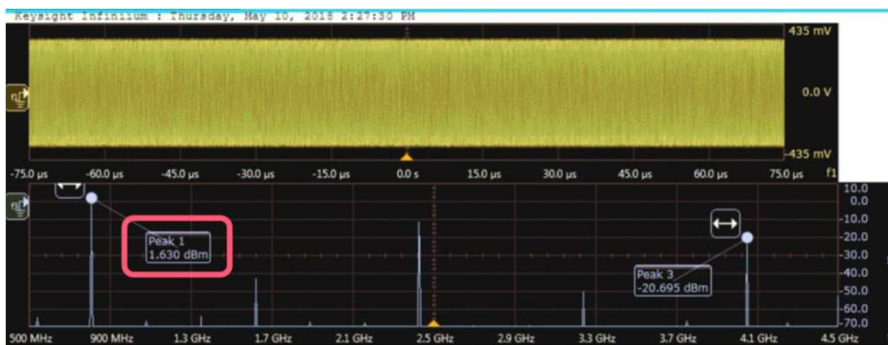 Keysight Infiniium : Thursday, May 10, 2018 2:27:30 PM
435 mV
0.0 V
-435 mV
-75.0 µs -60.0 µs -45.0 µs -30.0 µs -15.0 µs 0.0 s 15.0 µs 30.0 µs 45.0 µs 60.0 µs 75.0 µs f1
10.0
0.0
-10.0
-20.0
Peak 1
1.630 dBm
-30.0
Peak 3
-20.695 dBm
-40.0
-50.0
-60.0
-70.0
500 MHz 900 MHz 1.3 GHz 1.7 GHz 2.1 GHz 2.5 GHz 2.9 GHz 3.3 GHz 3.7 GHz 4.1 GHz 4.5 GHz